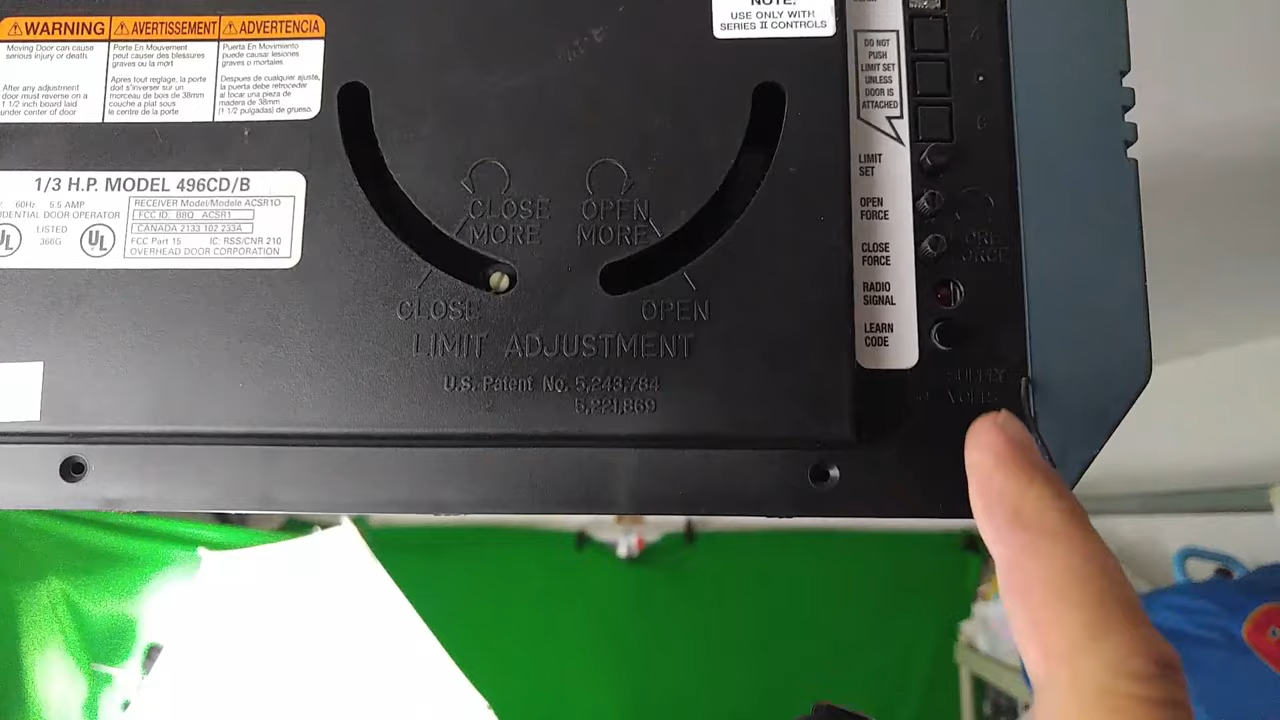 WARNING
Moving Door can cause
serious injury or death.
After any adjustment
door must reverse on a
1 1/2 inch board laid
under center of door
AVERTISSEMENT
Porte En Mouvement
peut causer des blessures
graves ou la mort
Apres tout reglage, la porte
doit s'inverser sur un
morceau de bois de 38mm
couche a plat sous
le centre de la porte
ADVERTENCIA
Puerta En Movimiento
puede causar lesiones
graves o mortales.
Despues de cualquier ajuste,
la puerta debe retroceder
al tocar una pieza de
madera de 38mm
(1 1/2 pulgadas) de grueso.
NOTE:
USE ONLY WITH
SERIES II CONTROLS
1/3 H.P. MODEL 496CD/B
60Hz 5.5 AMP
DENTIAL DOOR OPERATOR
UL
LISTED
366G
UL
RECEIVER Model/Modele ACSR1O
FCC ID: B8Q ACSR1
CANADA 2133 102 233A
FCC Part 15 IC: RSS/CNR 210
OVERHEAD DOOR CORPORATION
CLOSE
MORE
OPEN
MORE
CLOSE
OPEN
LIMIT ADJUSTMENT
U.S. Patent No. 5,243,784
5,221,869
DO NOT
PUSH
LIMIT SET
UNLESS
DOOR IS
ATTACHED
LIMIT
SET
OPEN
FORCE
CLOSE
FORCE
RADIO
SIGNAL
LEARN
CODE
SUPPLY